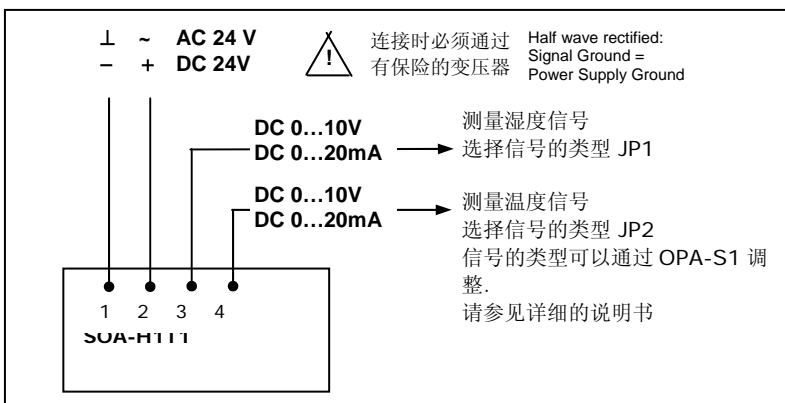 ⊥ ~ AC 24 V
− + DC 24V
!
连接时必须通过
有保险的变压器
Half wave rectified:
Signal Ground =
Power Supply Ground
DC 0…10V
DC 0…20mA
测量湿度信号
选择信号的类型 JP1
DC 0…10V
DC 0…20mA
测量温度信号
选择信号的类型 JP2
信号的类型可以通过 OPA-S1 调
整.
请参见详细的说明书
1 2 3 4
SOA-H1T1